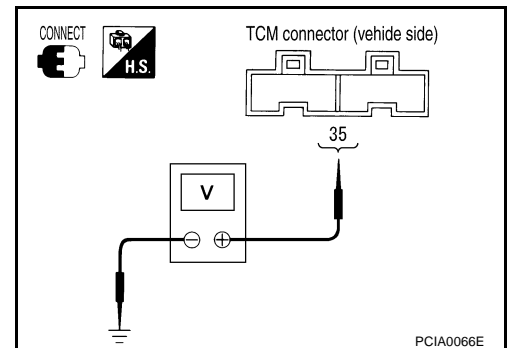 CONNECT
H.S.
TCM connector (vehide side)
35
V
− +
PCIA0066E